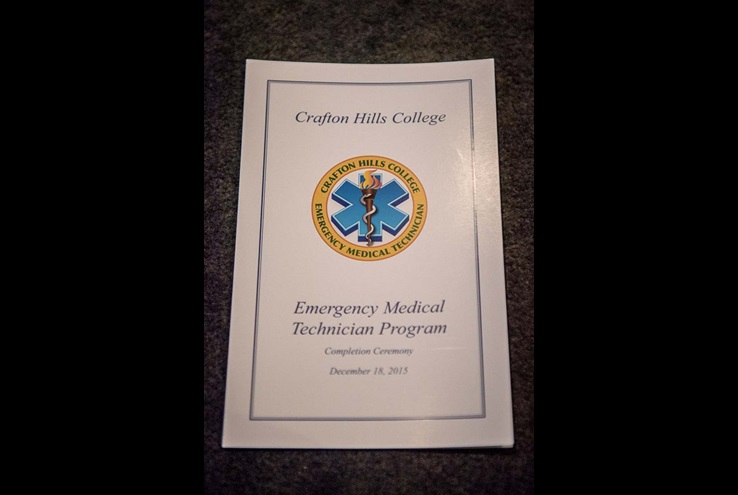 Crafton Hills College
CRAFTON HILLS COLLEGE
EMERGENCY MEDICAL TECHNICIAN
Emergency Medical
Technician Program
Completion Ceremony
December 18, 2015